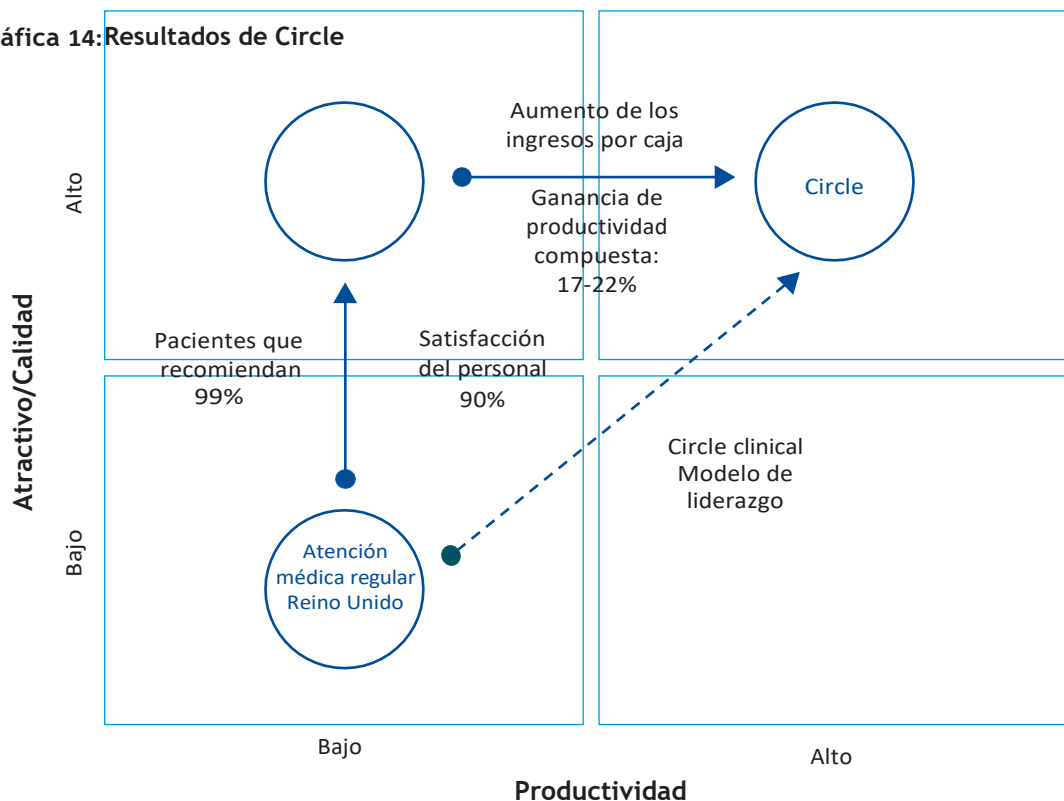 áfica 14: Resultados de Circle
Aumento de los
ingresos por caja
Alto
Circle
Ganancia de
productividad
compuesta:
17-22%
Atractivo/Calidad
Pacientes que
recomiendan
99%
Satisfacción
del personal
90%
Circle clinical
Modelo de
liderazgo
Bajo
Atención
médica regular
Reino Unido
Bajo
Alto
Productividad